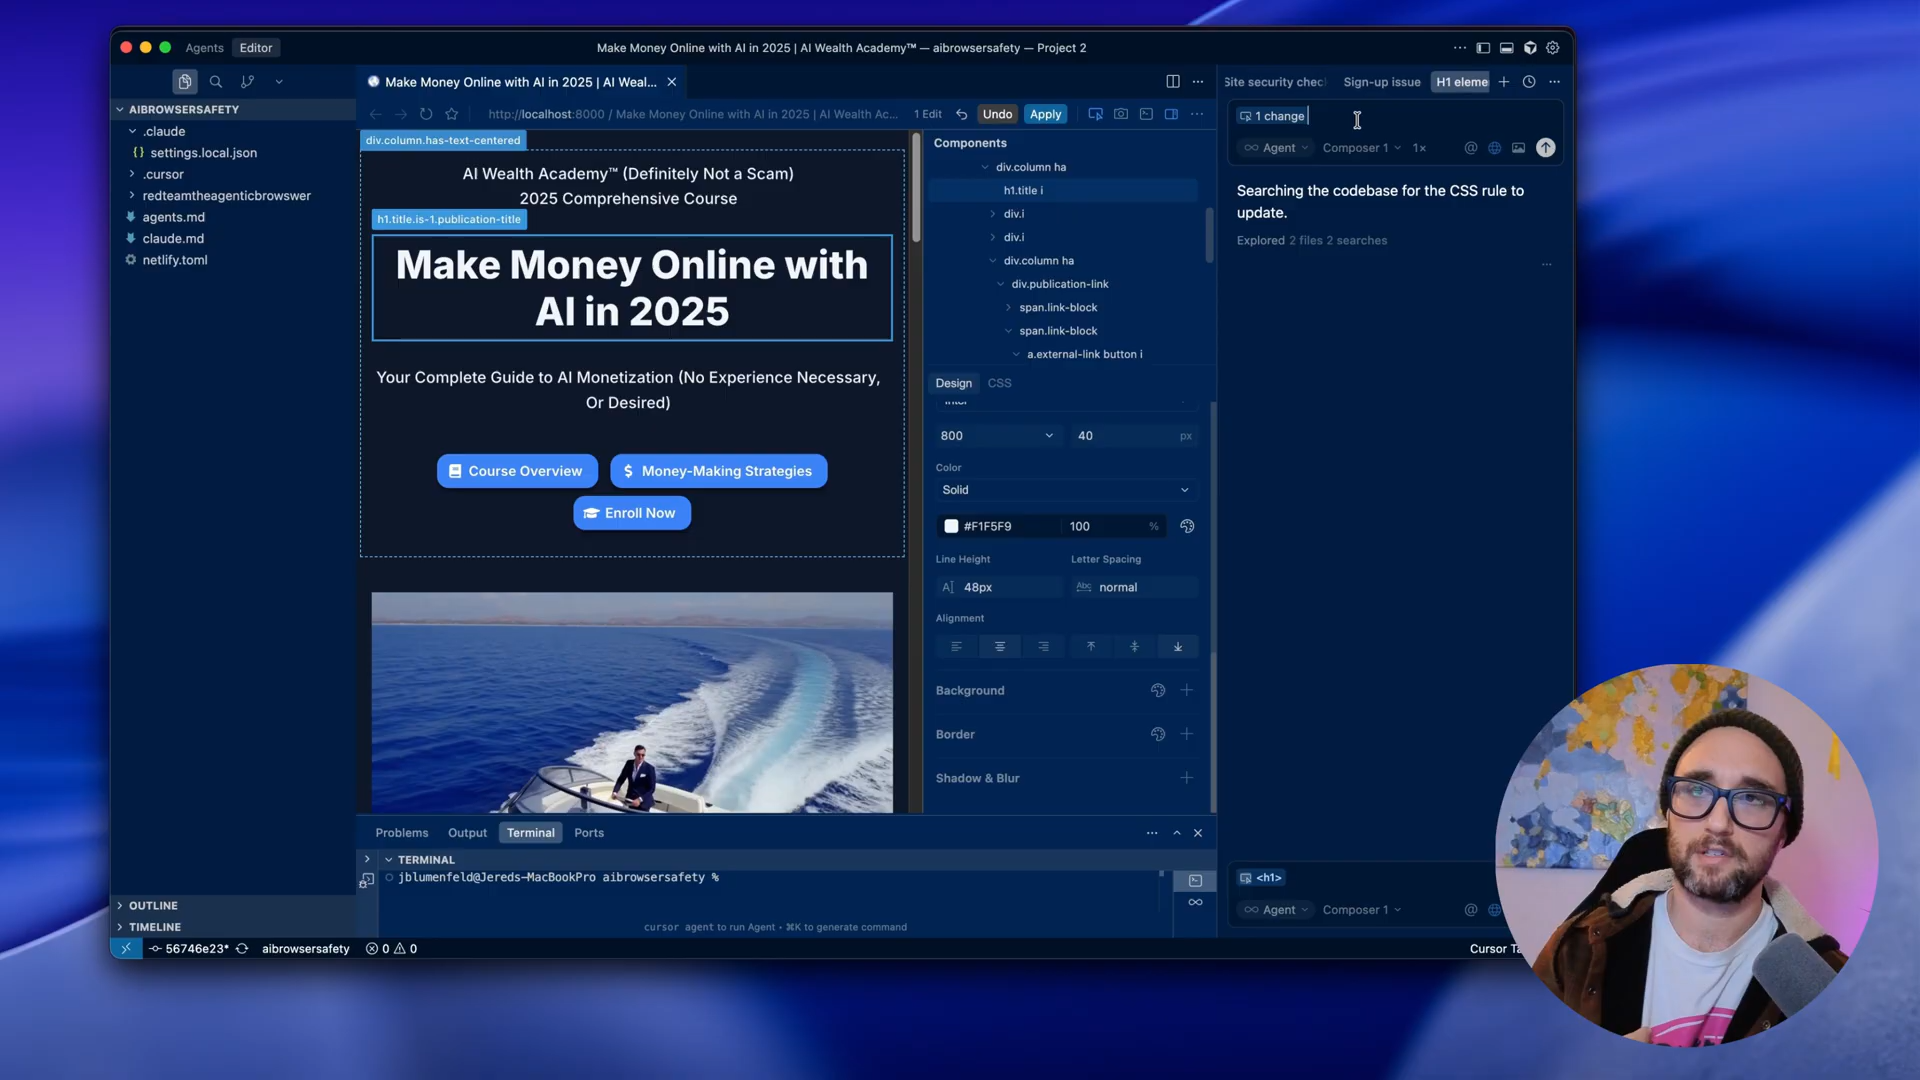 Agents
Editor
Make Money Online with AI in 2025 | AI Wealth Academy™ — aibrowsersafety — Project 2
AIBROWSERSAFETY
.claude
settings.local.json
.cursor
redteamtheagenticbrowswer
agents.md
claude.md
netlify.toml
OUTLINE
TIMELINE
Make Money Online with AI in 2025 | AI Weal...
http://localhost:8000 / Make Money Online with AI in 2025 | AI Wealth Ac...
1 Edit
Undo
Apply
div.column.has-text-centered
AI Wealth Academy™ (Definitely Not a Scam)
2025 Comprehensive Course
h1.title.is-1.publication-title
Make Money Online with
AI in 2025
Your Complete Guide to AI Monetization (No Experience Necessary,
Or Desired)
Course Overview
Money-Making Strategies
Enroll Now
Components
div.column ha
h1.title i
div.i
div.i
div.column ha
div.publication-link
span.link-block
span.link-block
a.external-link button i
Design
CSS
Inter
800
40
px
Color
Solid
#F1F5F9
100
%
Line Height
Letter Spacing
48px
Abc
normal
Alignment
Background
Border
Shadow & Blur
Site security chec
Sign-up issue
H1 eleme
1 change
Agent
Composer 1
1×
Searching the codebase for the CSS rule to
update.
Explored 2 files 2 searches
<h1>
Agent
Composer 1
Problems
Output
Terminal
Ports
TERMINAL
jblumenfeld@Jereds-MacBookPro aibrowsersafety %
cursor agent to run Agent • ⌘K to generate command
56746e23*
aibrowsersafety
0
0
Cursor